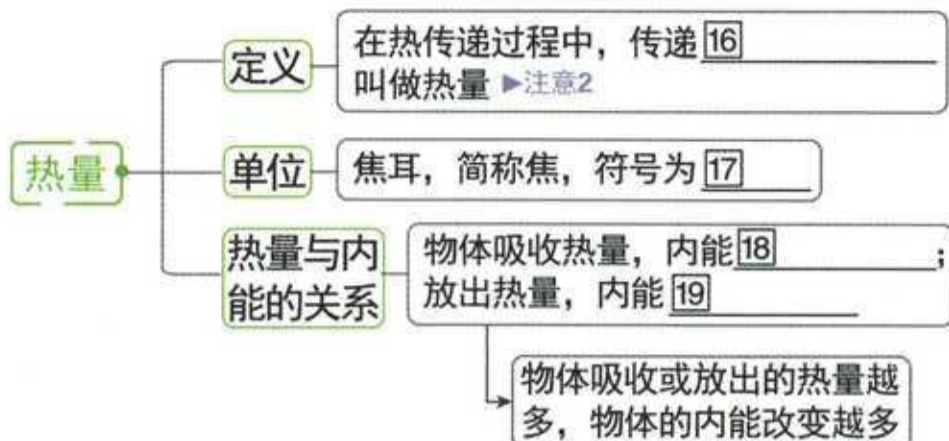 热量
定义
在热传递过程中，传递16
叫做热量 ▶注意2
单位
焦耳，简称焦，符号为17
热量与内
能的关系
物体吸收热量，内能18；
放出热量，内能19
物体吸收或放出的热量越
多，物体的内能改变越多